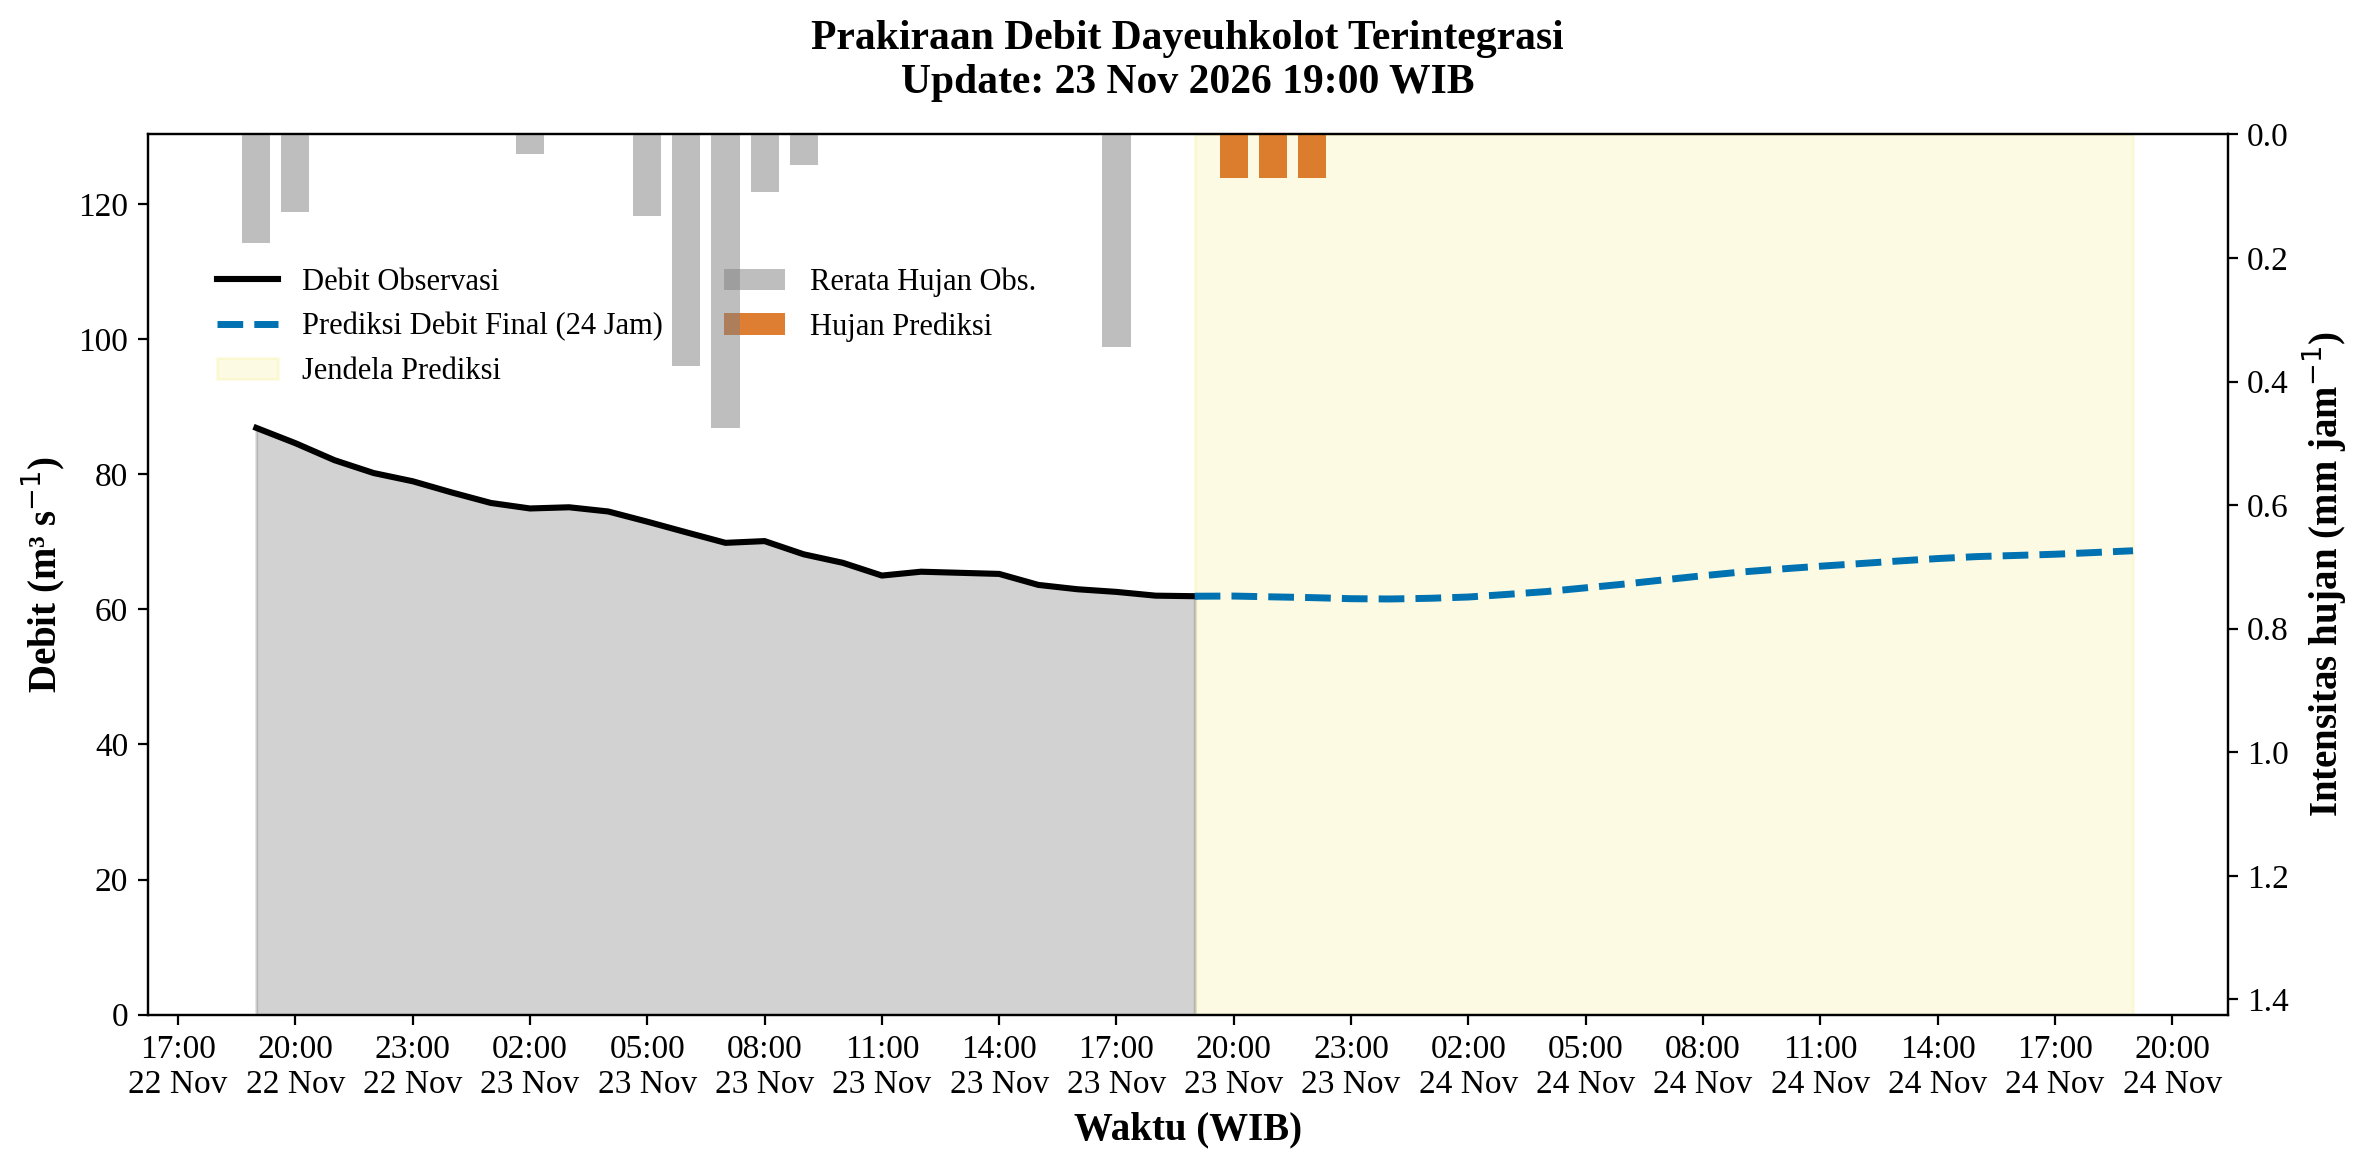 Prakiraan Debit Dayeuhkolot Terintegrasi
Update: 23 Nov 2026 19:00 WIB
Debit (m³ s⁻¹)
120
100
80
60
40
20
0
Debit Observasi
Prediksi Debit Final (24 Jam)
Jendela Prediksi
Rerata Hujan Obs.
Hujan Prediksi
0.0
0.2
0.4
0.6
0.8
1.0
1.2
1.4
Intensitas hujan (mm jam⁻¹)
17:00 20:00 23:00 02:00 05:00 08:00 11:00 14:00 17:00 20:00 23:00 02:00 05:00 08:00 11:00 14:00 17:00 20:00
22 Nov 22 Nov 22 Nov 23 Nov 23 Nov 23 Nov 23 Nov 23 Nov 23 Nov 23 Nov 23 Nov 24 Nov 24 Nov 24 Nov 24 Nov 24 Nov 24 Nov 24 Nov
Waktu (WIB)